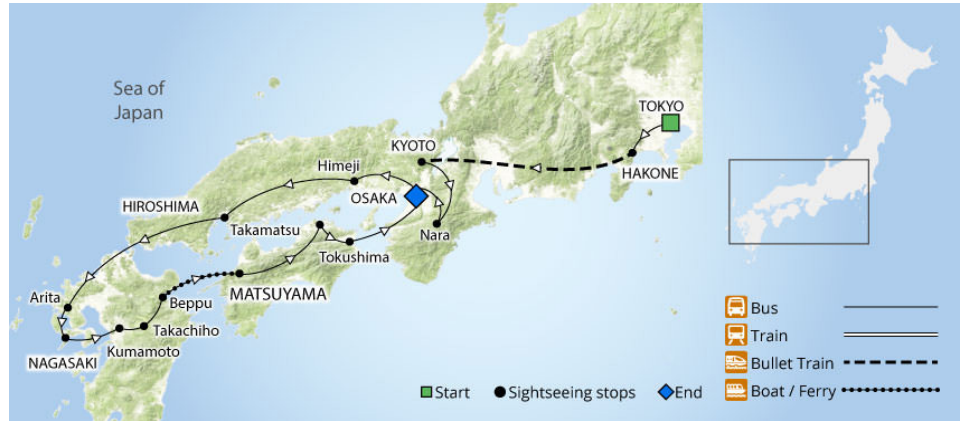 Sea of
Japan
TOKYO
KYOTO
HAKONE
Himeji
OSAKA
HIROSHIMA
Takamatsu
Nara
Tokushima
Arita
Beppu
MATSUYAMA
Takachiho
Kumamoto
NAGASAKI
Bus
Train
Bullet Train
Boat / Ferry
Start
Sightseeing stops
End